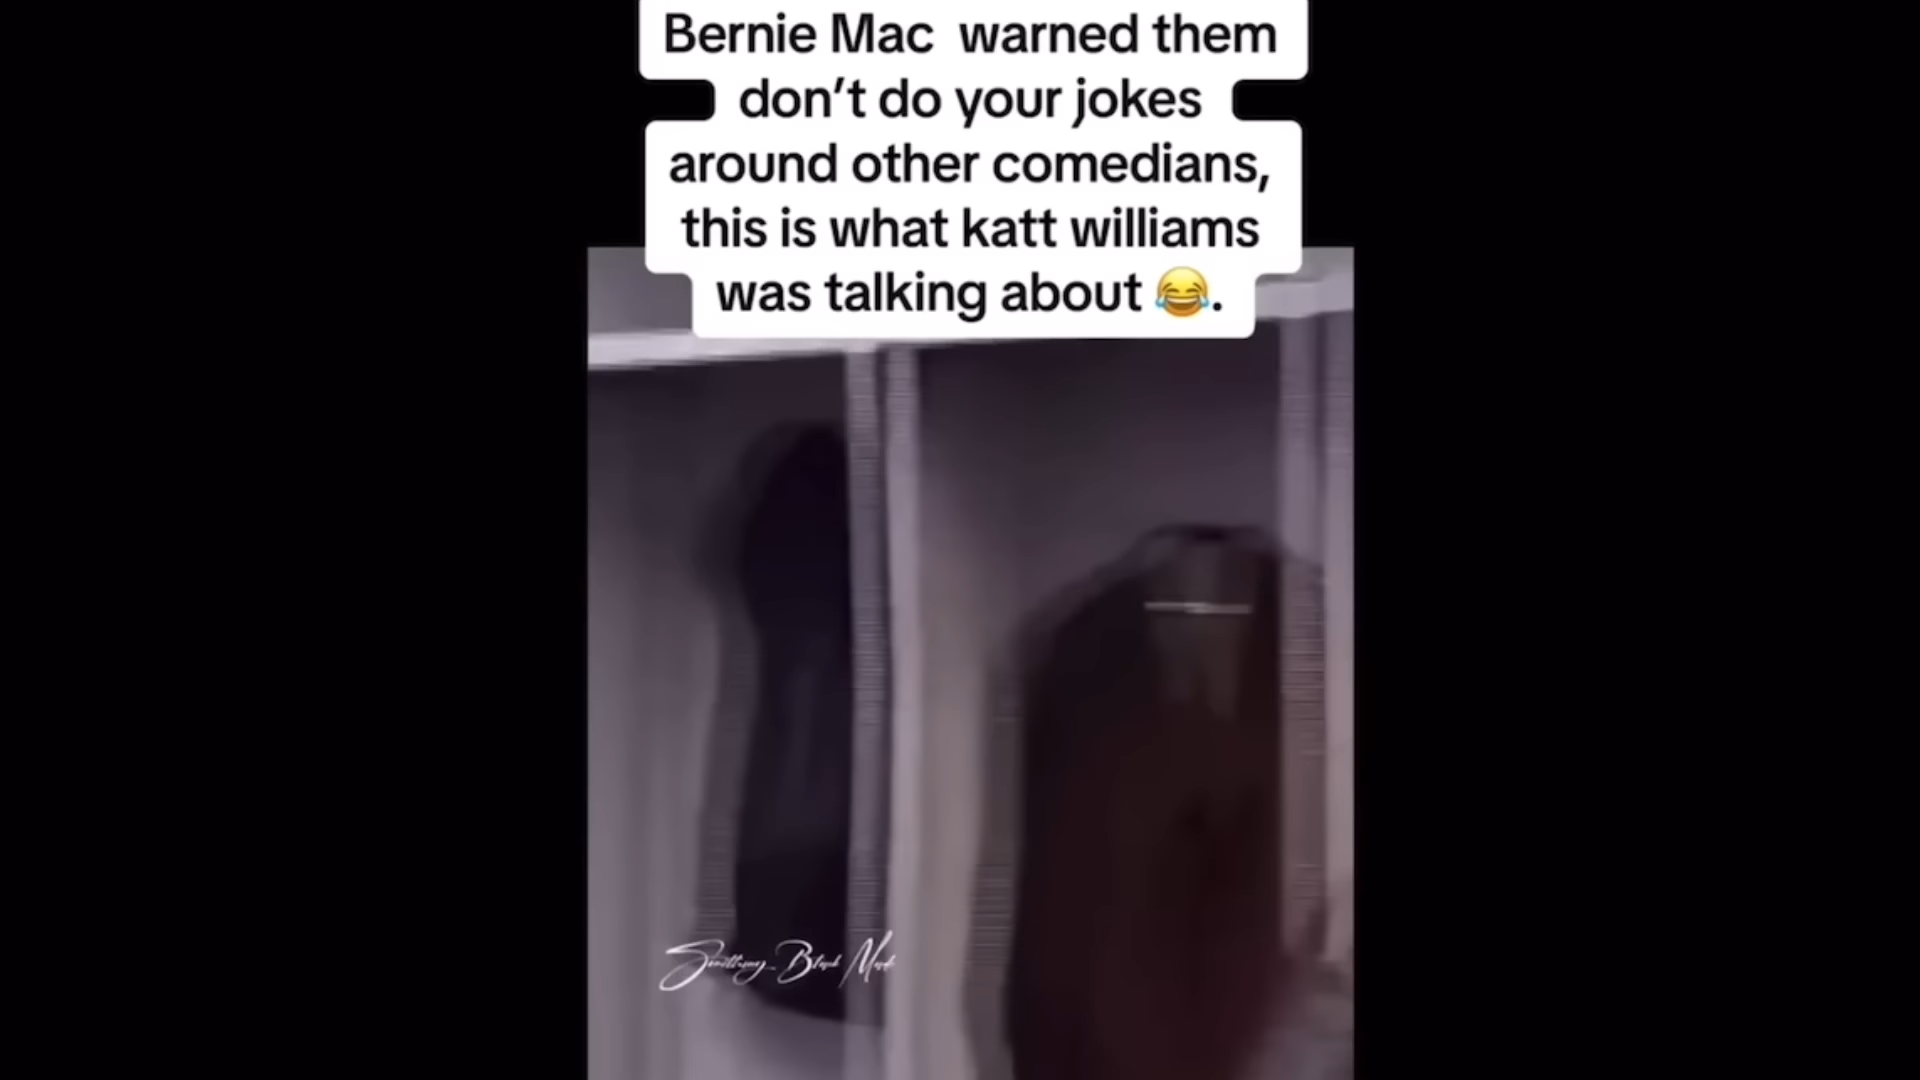 Bernie Mac  warned them
don’t do your jokes
around other comedians,
this is what katt williams
was talking about 😂.
Black